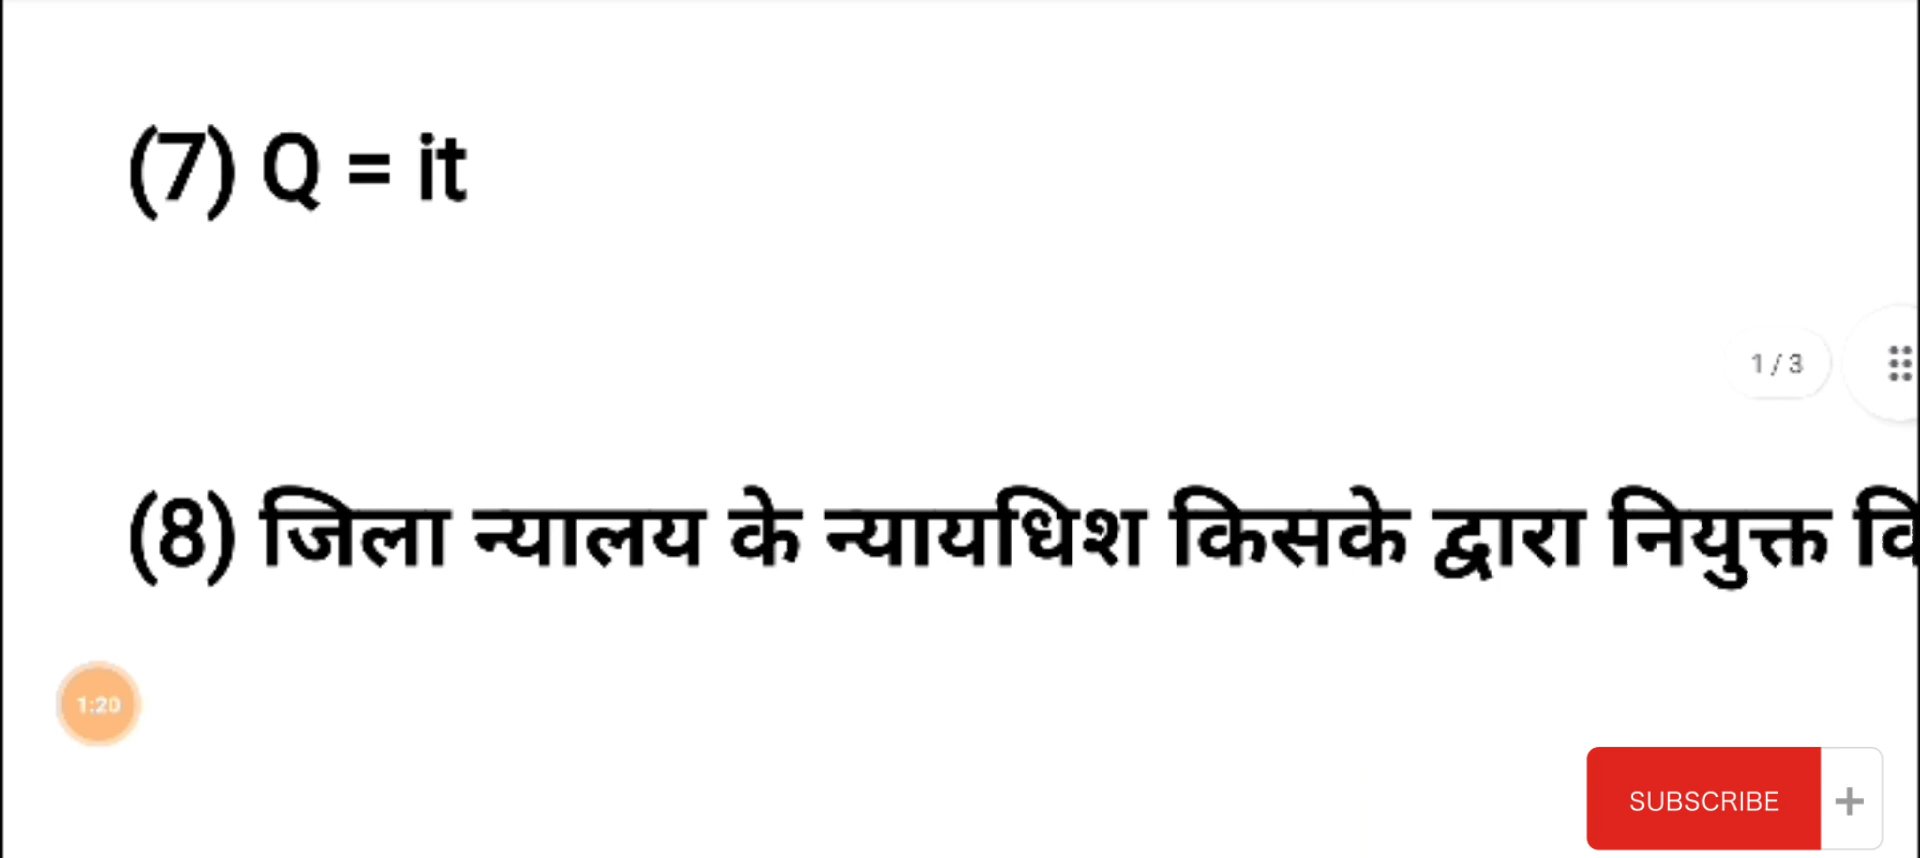 (7) Q = it
1 / 3
(8) जिला न्यालय के न्यायधिश किसके द्वारा नियुक्त
1:20
SUBSCRIBE +